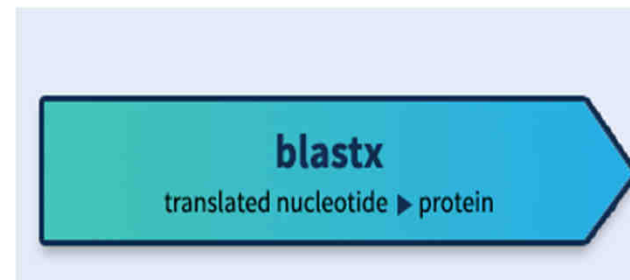 blastx
translated nucleotide ▶ protein